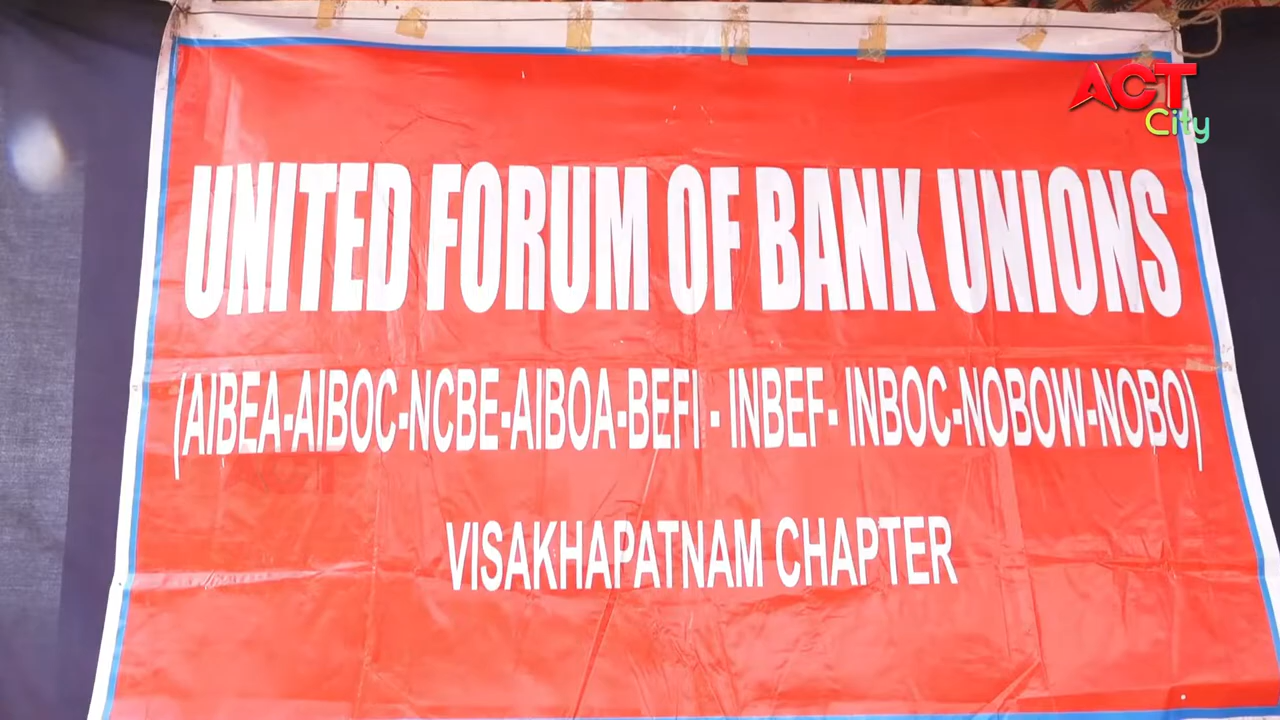 ACT
City
UNITED FORUM OF BANK UNIONS
(AIBEA-AIBOC-NCBE-AIBOA-BEFI - INBEF- INBOC-NOBOW-NOBO)
VISAKHAPATNAM CHAPTER